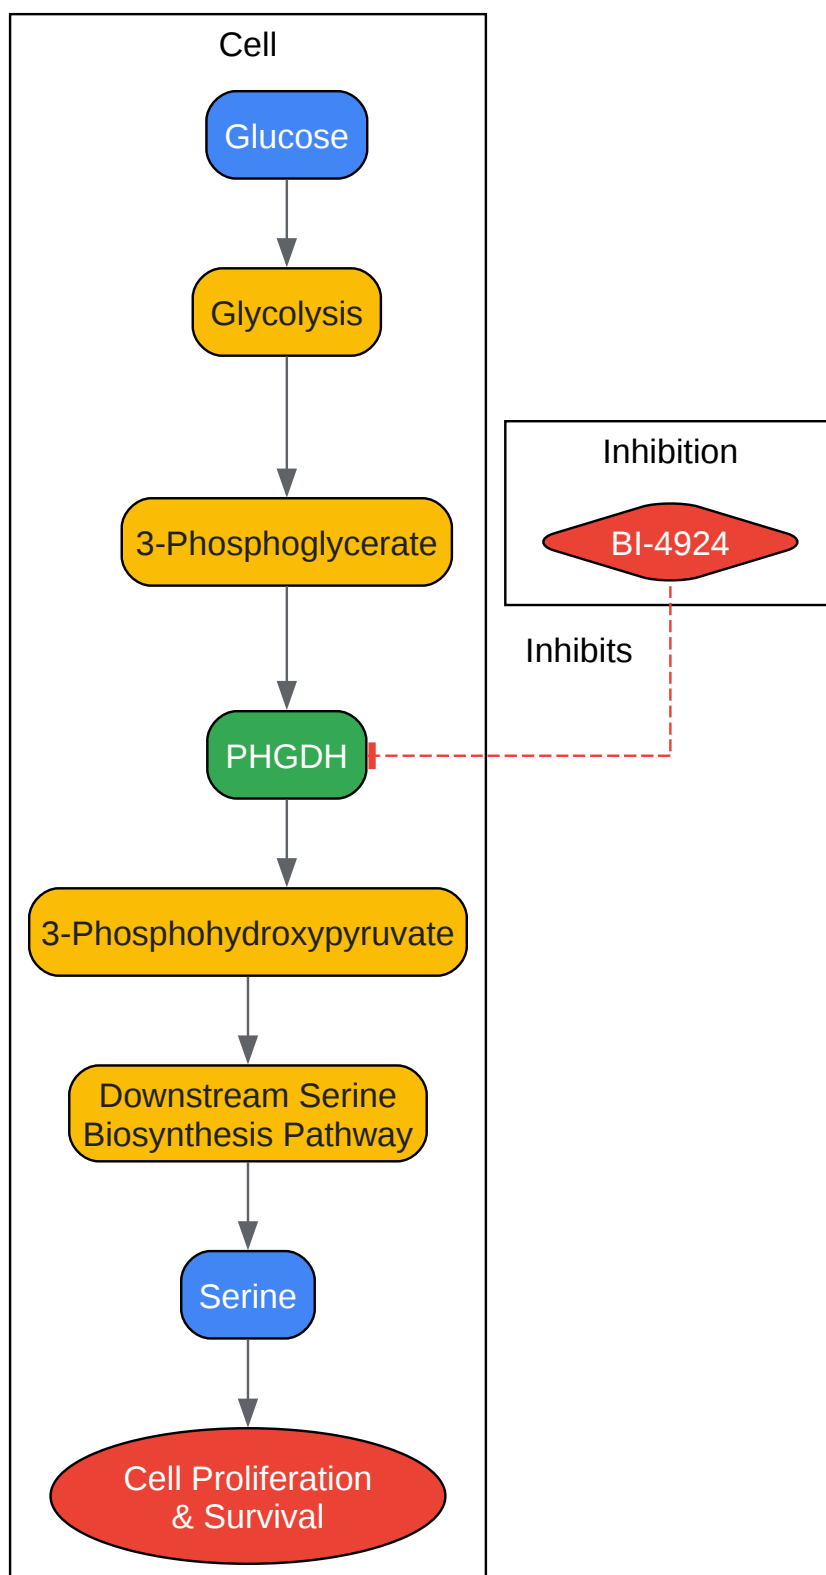 Cell
Glucose
Glycolysis
Inhibition
3-Phosphoglycerate
BI-4924
Inhibits
PHGDH
3-Phosphohydroxypyruvate
Downstream Serine
Biosynthesis Pathway
Serine
Cell Proliferation
& Survival